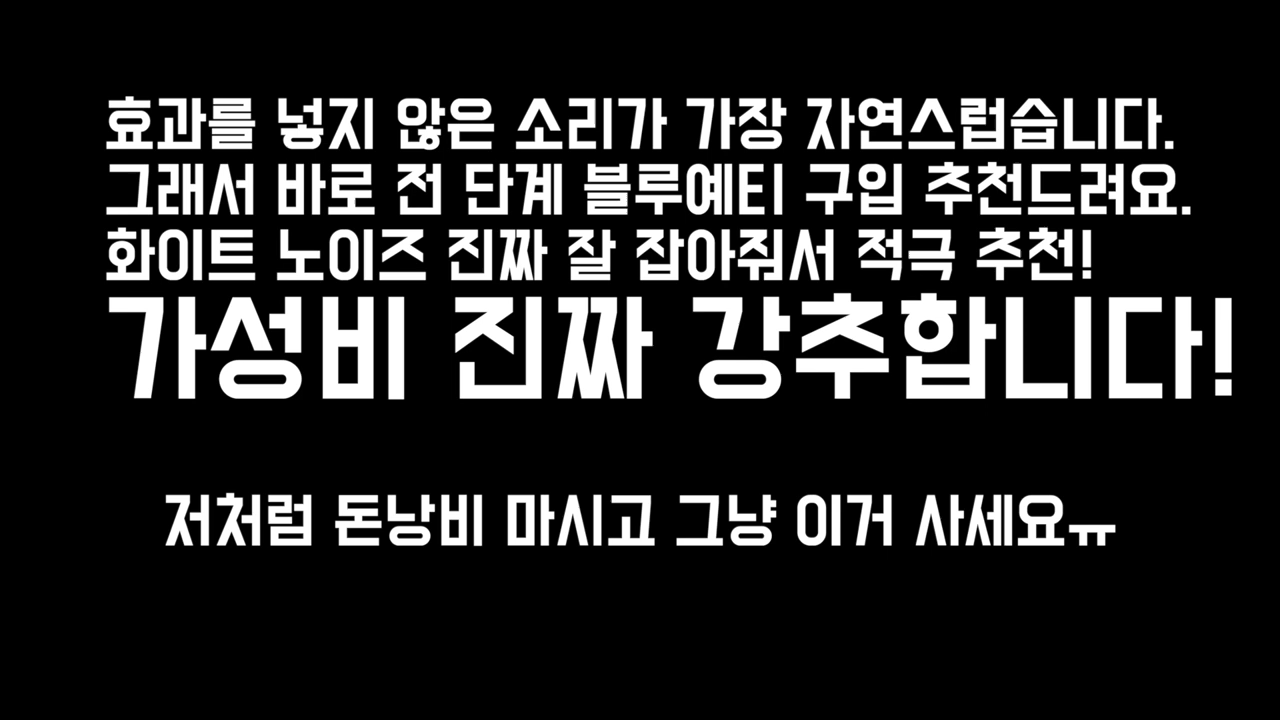 효과를 넣지 않은 소리가 가장 자연스럽습니다.
그래서 바로 전 단계 블루예티 구입 추천드려요.
화이트 노이즈 진짜 잘 잡아줘서 적극 추천!
가성비 진짜 강추합니다!
저처럼 돈낭비 마시고 그냥 이거 사세요ㅠ